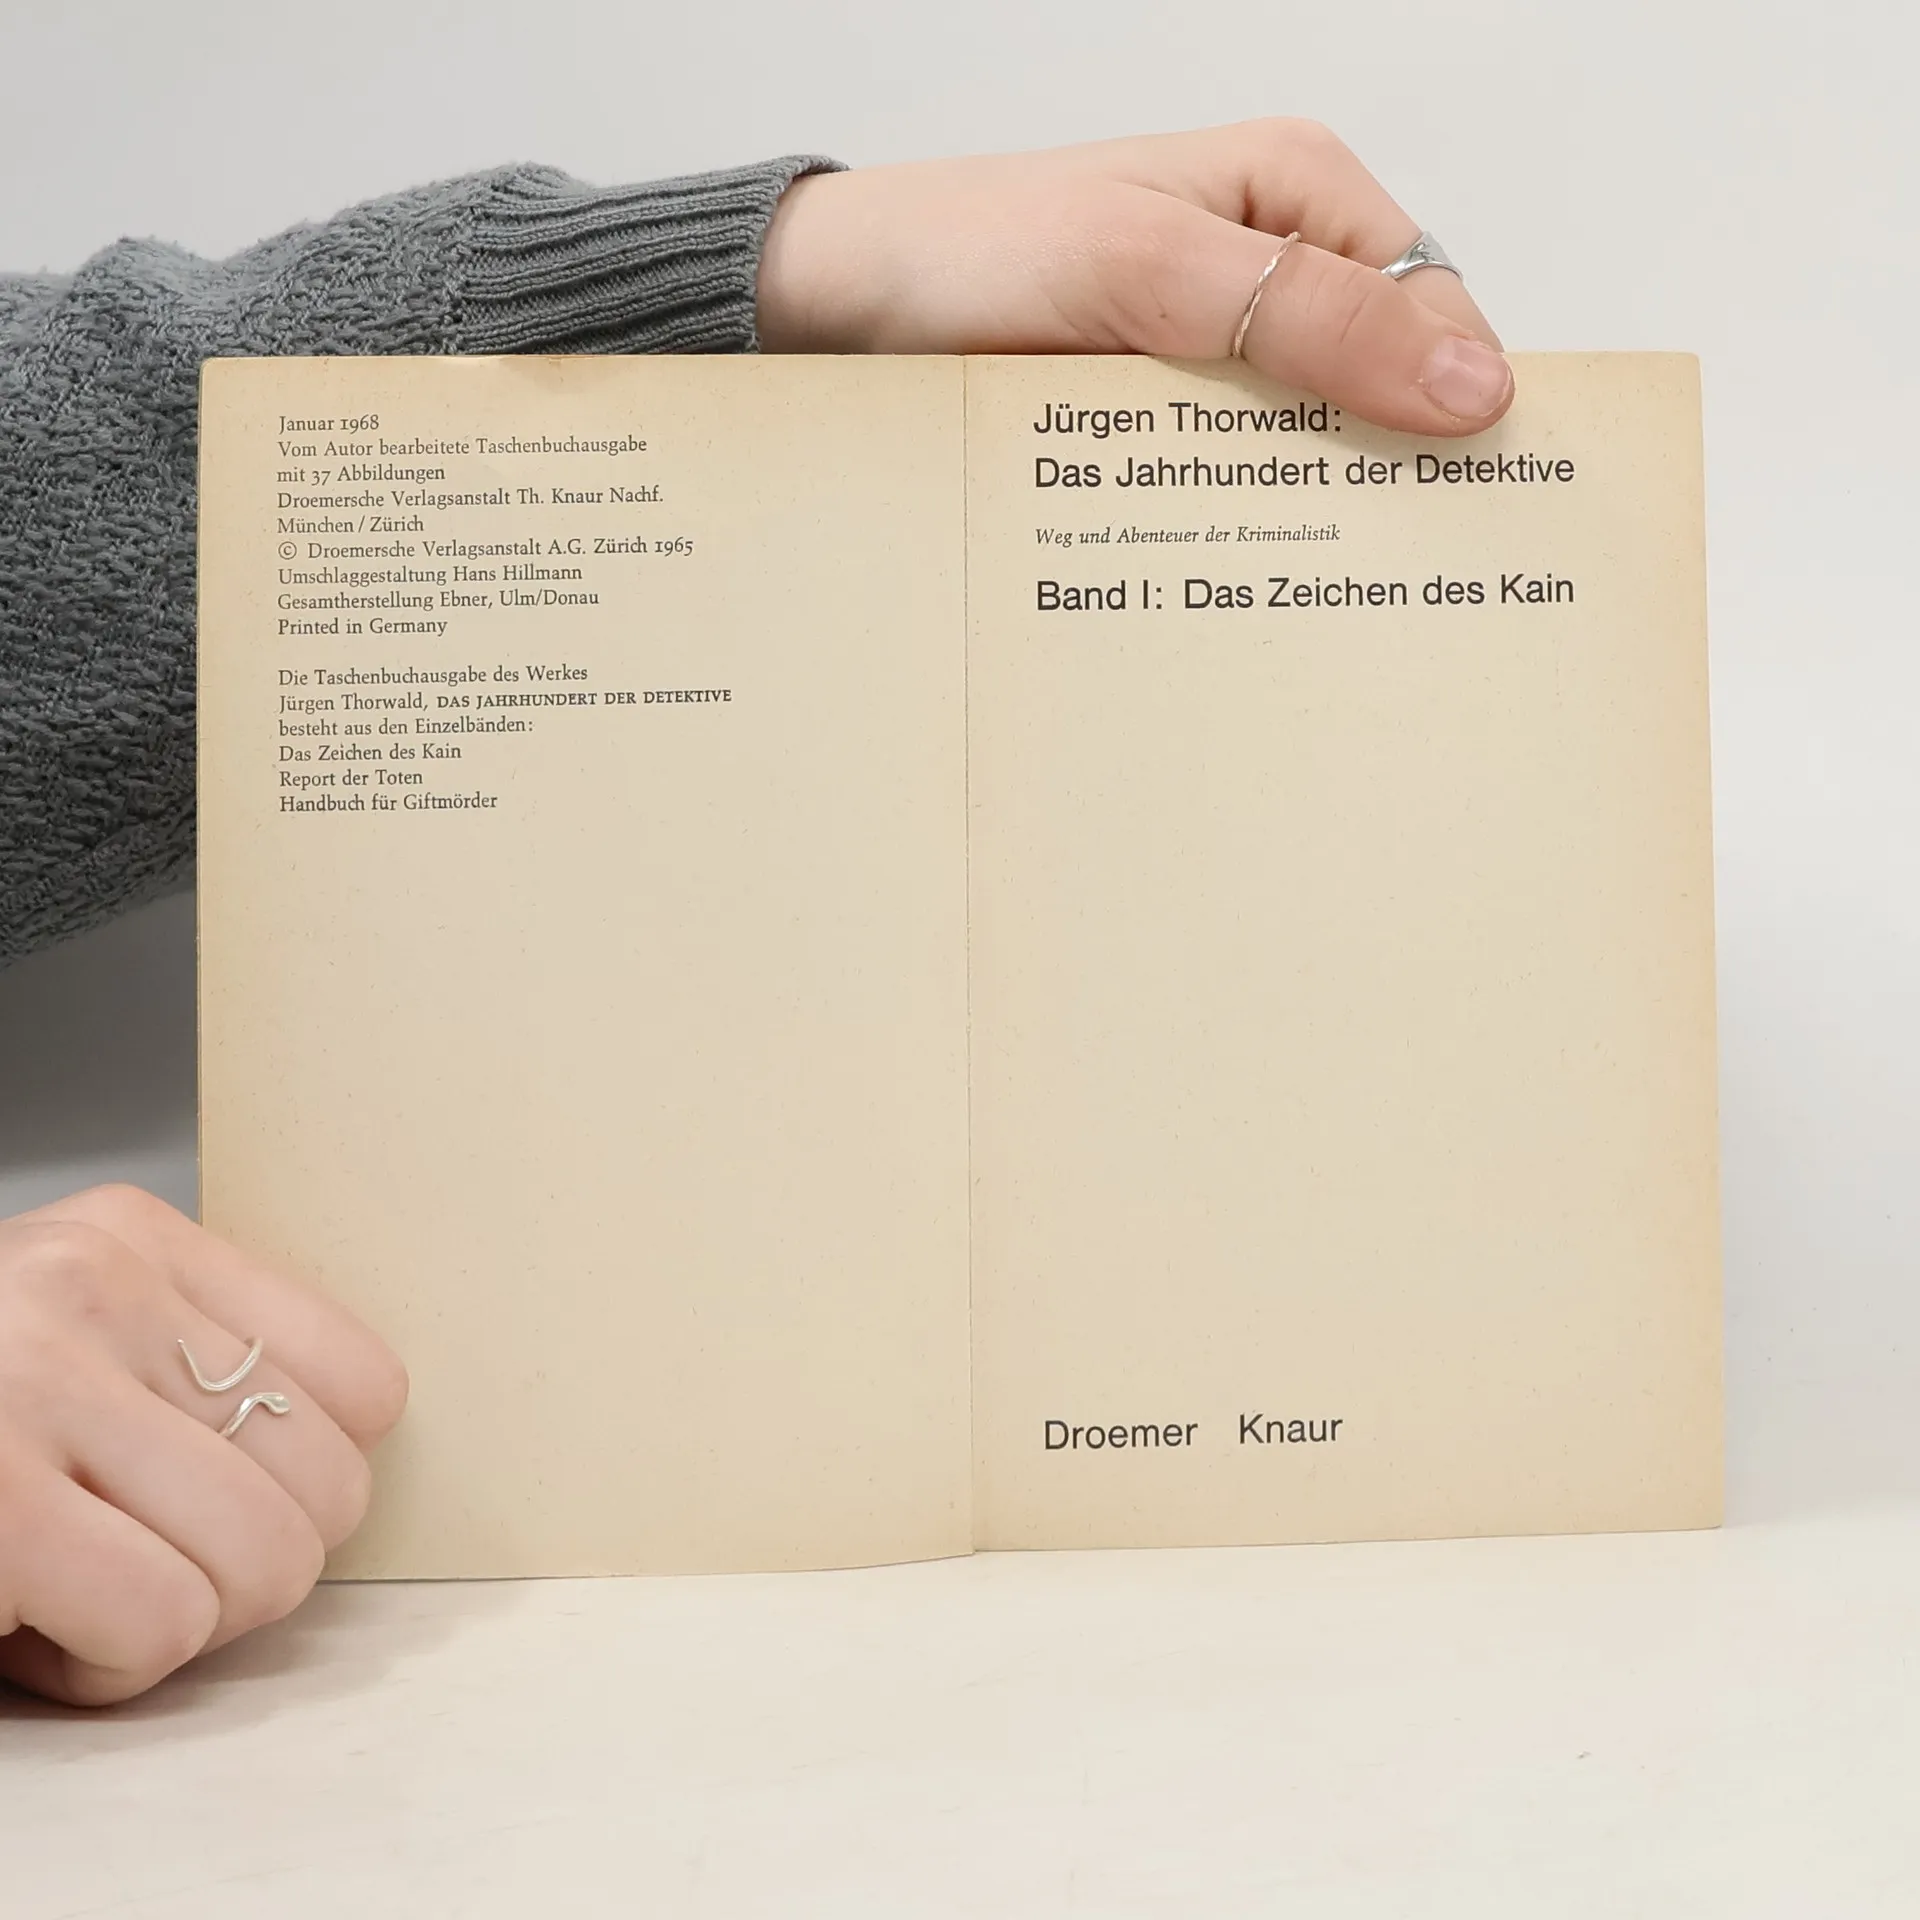 Januar 1968
Vom Autor bearbeitete Taschenbuchausgabe
mit 37 Abbildungen
Droemersche Verlagsanstalt Th. Knaur Nachf.
München / Zürich
© Droemersche Verlagsanstalt A.G. Zürich 1965
Umschlaggestaltung Hans Hillmann
Gesamtherstellung Ebner, Ulm/Donau
Printed in Germany
Die Taschenbuchausgabe des Werkes
Jürgen Thorwald, DAS JAHRHUNDERT DER DETEKTIVE
besteht aus den Einzelbänden:
Das Zeichen des Kain
Report der Toten
Handbuch für Giftmörder
Jürgen Thorwald:
Das Jahrhundert der Detektive
Weg und Abenteuer der Kriminalistik
Band I: Das Zeichen des Kain
Droemer Knaur